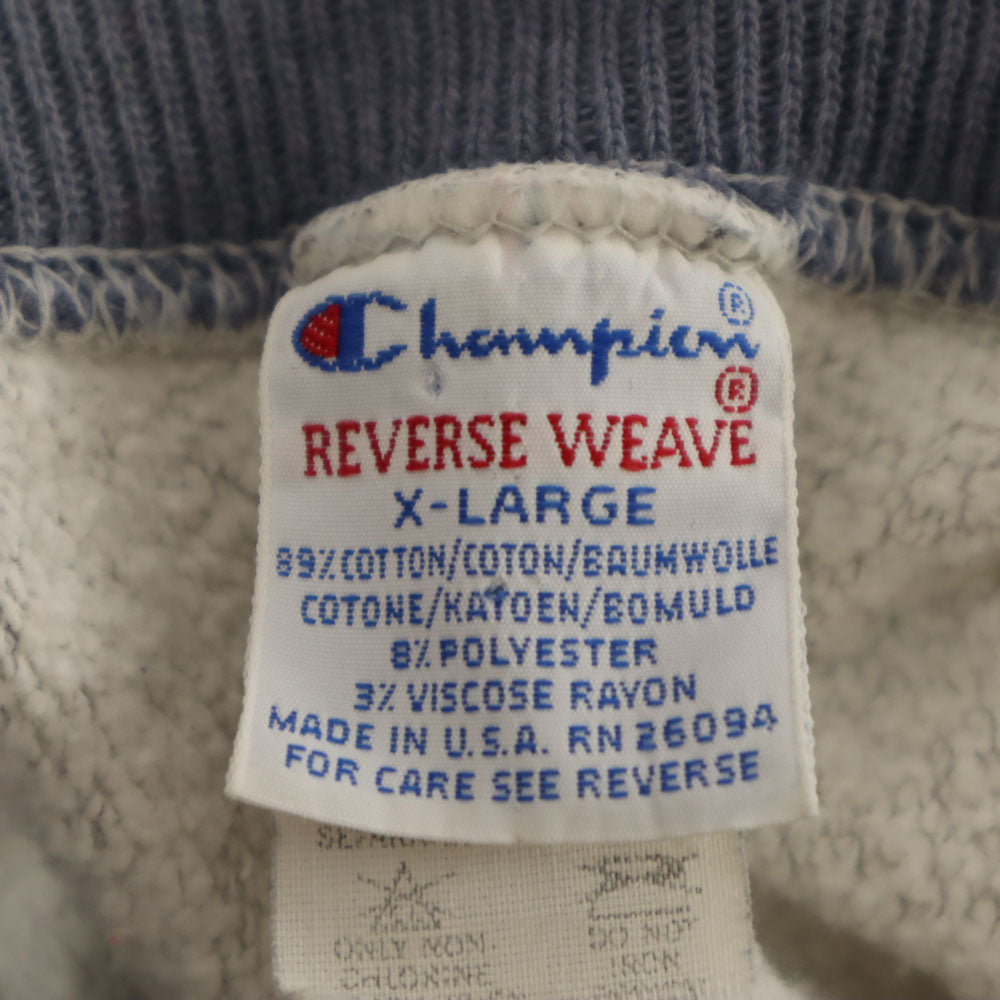 Champion®
REVERSE WEAVE®
X-LARGE
89% COTTON/COTON/BAUMWOLLE
COTONE/KATOEN/BOMULD
8% POLYESTER
3% VISCOSE RAYON
MADE IN U.S.A. RN 26094
FOR CARE SEE REVERSE
ONLY NON DO NOT
CHLORINE IRON